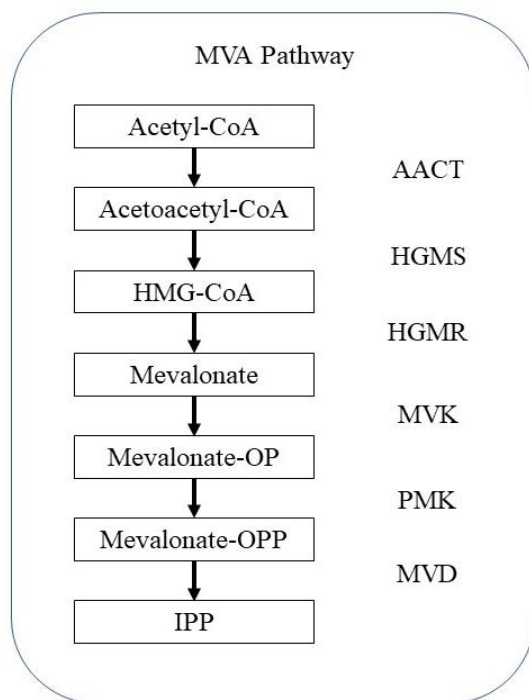 MVA Pathway
Acetyl-CoA
AACT
Acetoacetyl-CoA
HGMS
HMG-CoA
HGMR
Mevalonate
MVK
Mevalonate-OP
PMK
Mevalonate-OPP
MVD
IPP